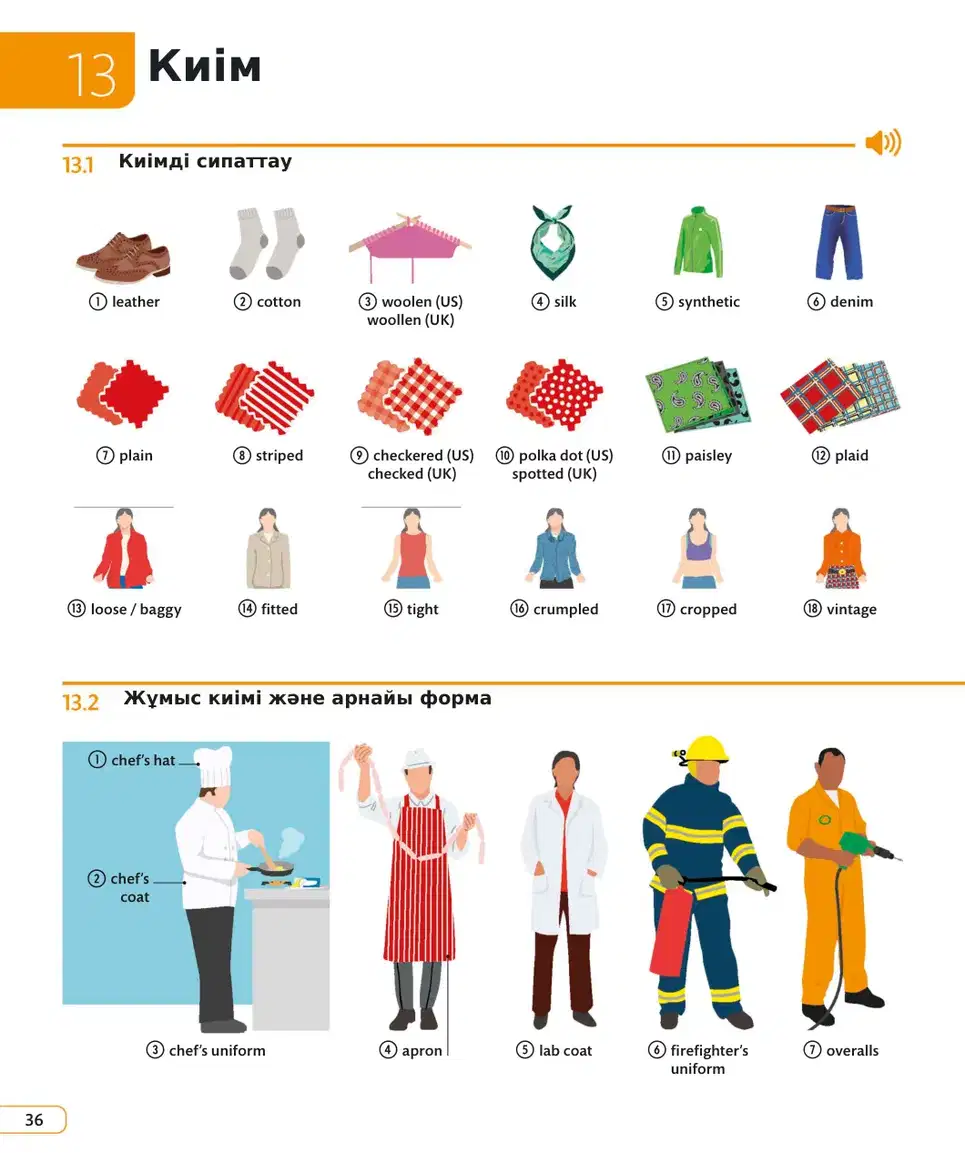 13 Киім
13.1 Киімді сипаттау
① leather ② cotton ③ woolen (US) ④ silk ⑤ synthetic ⑥ denim
woollen (UK)
⑦ plain ⑧ striped ⑨ checkered (US) ⑩ polka dot (US) ⑪ paisley ⑫ plaid
checked (UK) spotted (UK)
⑬ loose / baggy ⑭ fitted ⑮ tight ⑯ crumpled ⑰ cropped ⑱ vintage
13.2 Жұмыс киімі және арнайы форма
① chef's hat
② chef's
coat
③ chef's uniform ④ apron ⑤ lab coat ⑥ firefighter's ⑦ overalls
uniform
36